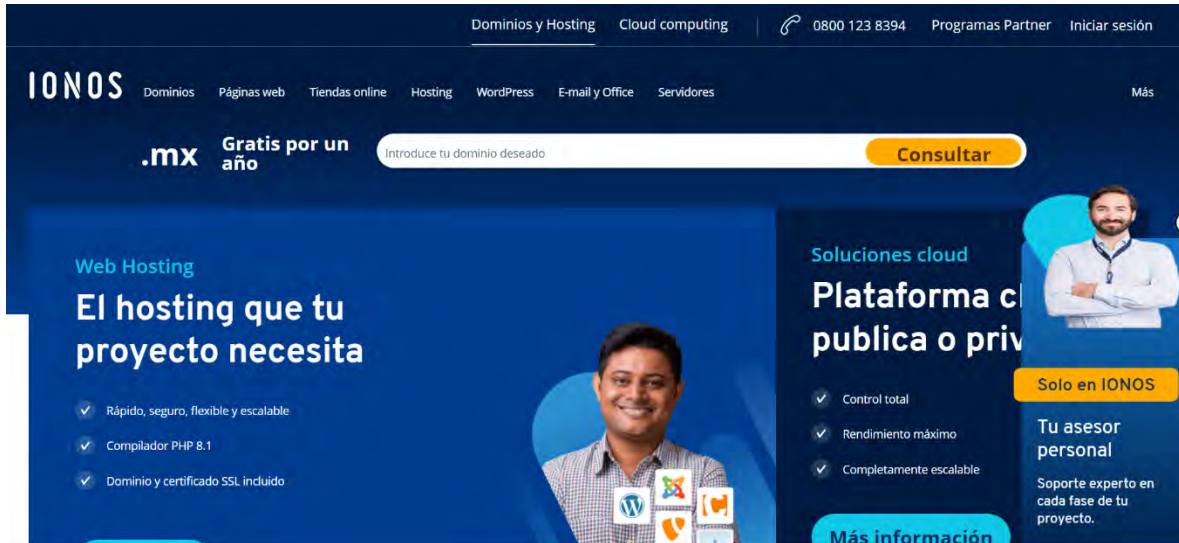 Dominios y Hosting Cloud computing 0800 123 8394 Programas Partner Iniciar sesión
IONOS Dominios Páginas web Tiendas online Hosting WordPress E-mail y Office Servidores Más
.mx Gratis por un
año
Introduce tu dominio deseado
Consultar
Web Hosting
El hosting que tu
proyecto necesita
Rápido, seguro, flexible y escalable
Compilador PHP 8.1
Dominio y certificado SSL incluido
Soluciones cloud
Plataforma cl
publica o priv
Control total
Rendimiento máximo
Completamente escalable
Más información
Solo en IONOS
Tu asesor
personal
Soporte experto en
cada fase de tu
proyecto.